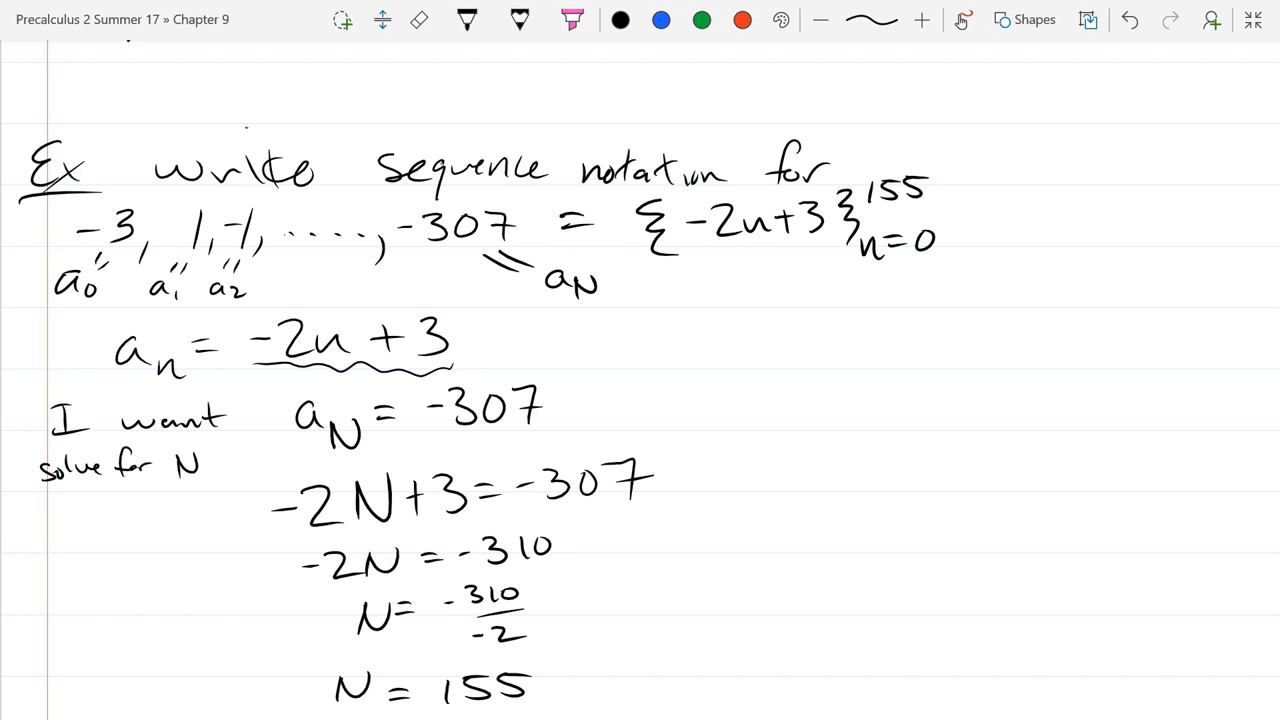 Precalculus 2 Summer 17 » Chapter 9
Shapes
Ex write sequence notation for
-3, 1, -1, ....., -307 = {-2n+3}^155_n=0
a0 a1 a2 aN
an = -2n + 3
I want aN = -307
solve for N
-2N+3=-307
-2N = -310
N= -310/-2
N = 155